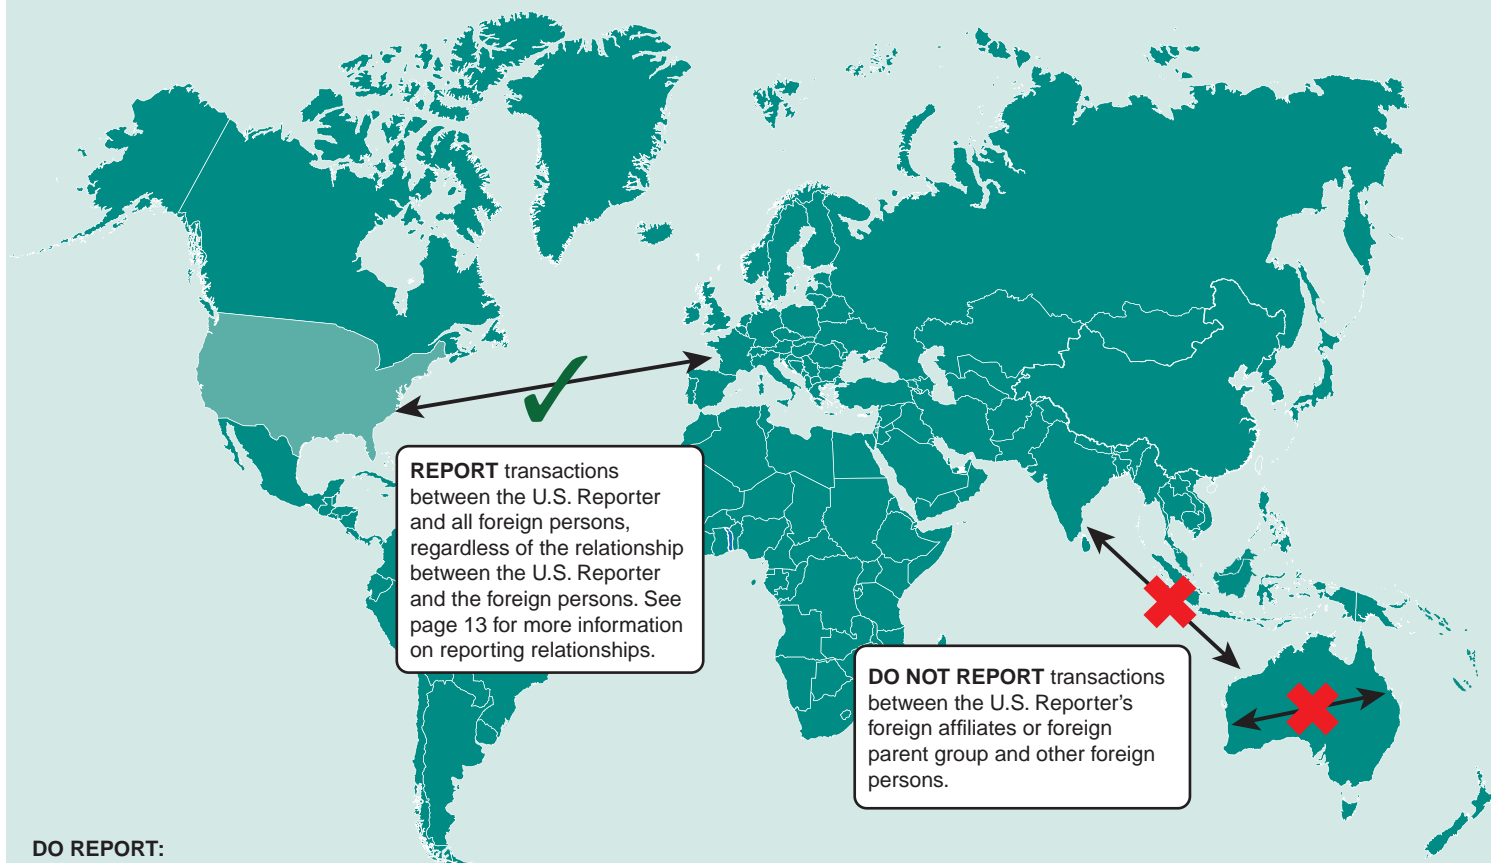 REPORT transactions
between the U.S. Reporter
and all foreign persons,
regardless of the relationship
between the U.S. Reporter
and the foreign persons. See
page 13 for more information
on reporting relationships.
DO NOT REPORT transactions
between the U.S. Reporter’s
foreign affiliates or foreign
parent group and other foreign
persons.
DO REPORT: